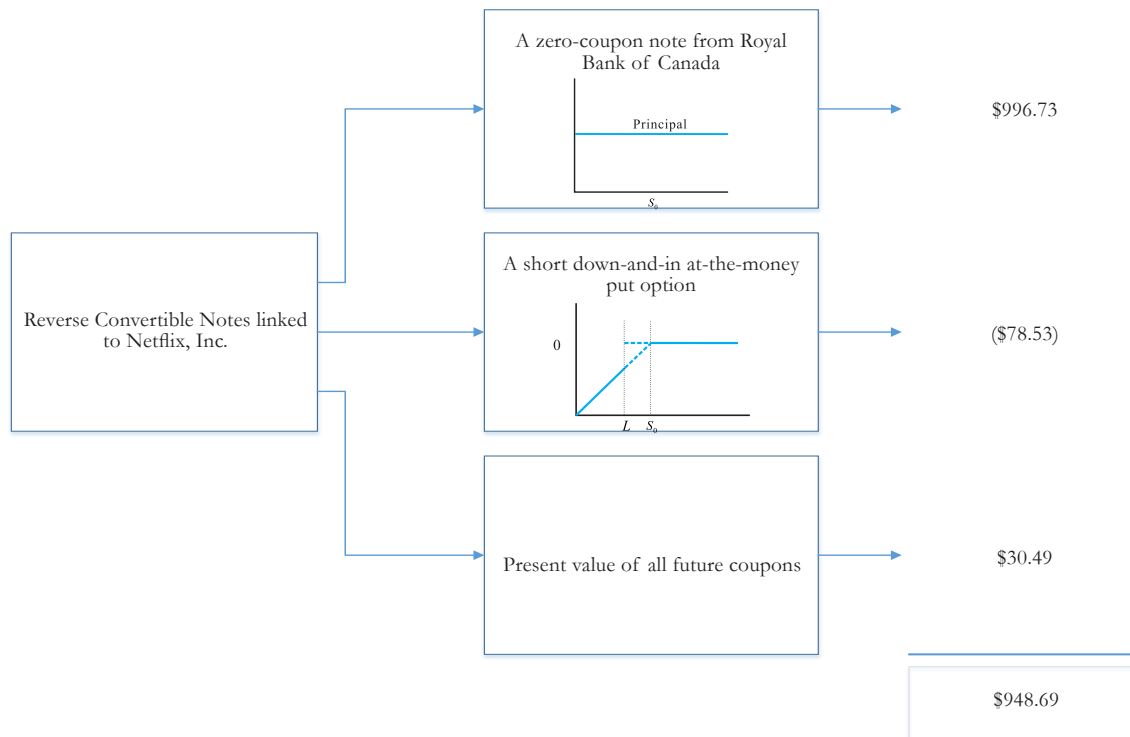 A zero-coupon note from Royal
Bank of Canada
Principal
S₀
$996.73
Reverse Convertible Notes linked
to Netflix, Inc.
A short down-and-in at-the-money
put option
0
L S₀
($78.53)
Present value of all future coupons
$30.49
$948.69